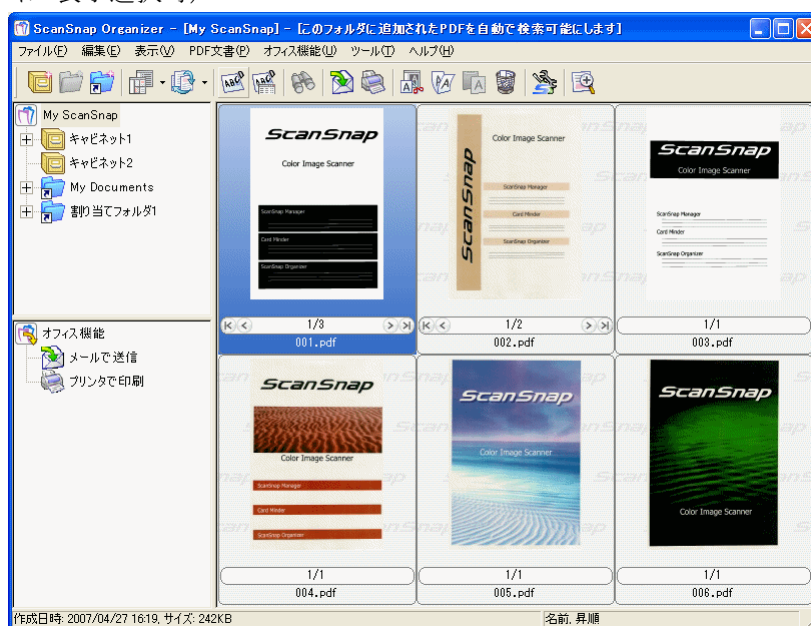 ScanSnap Organizer - [My ScanSnap] - [このフォルダに追加されたPDFを自動で検索可能にします]
ファイル(F) 編集(E) 表示(V) PDF文書(P) オフィス機能(U) ツール(T) ヘルプ(H)
My ScanSnap
キャビネット1
キャビネット2
My Documents
割り当てフォルダ1
オフィス機能
メールで送信
プリンタで印刷
ScanSnap
Color Image Scanner
ScanSnap Manager
Card Minder
ScanSnap Organizer
1/3
001.pdf
ScanSnap
Color Image Scanner
ScanSnap Manager
Card Minder
ScanSnap Organizer
1/2
002.pdf
ScanSnap
Color Image Scanner
ScanSnap Manager
Card Minder
ScanSnap Organizer
1/1
003.pdf
ScanSnap
Color Image Scanner
ScanSnap Manager
Card Minder
ScanSnap Organizer
1/1
004.pdf
ScanSnap
Color Image Scanner
1/1
005.pdf
ScanSnap
Color Image Scanner
1/1
006.pdf
作成日時: 2007/04/27 16:19, サイズ: 242KB
名前, 昇順